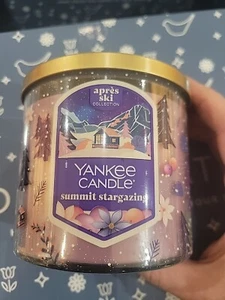 après
ski
COLLECTION
YANKEE
CANDLE®
summit stargazing